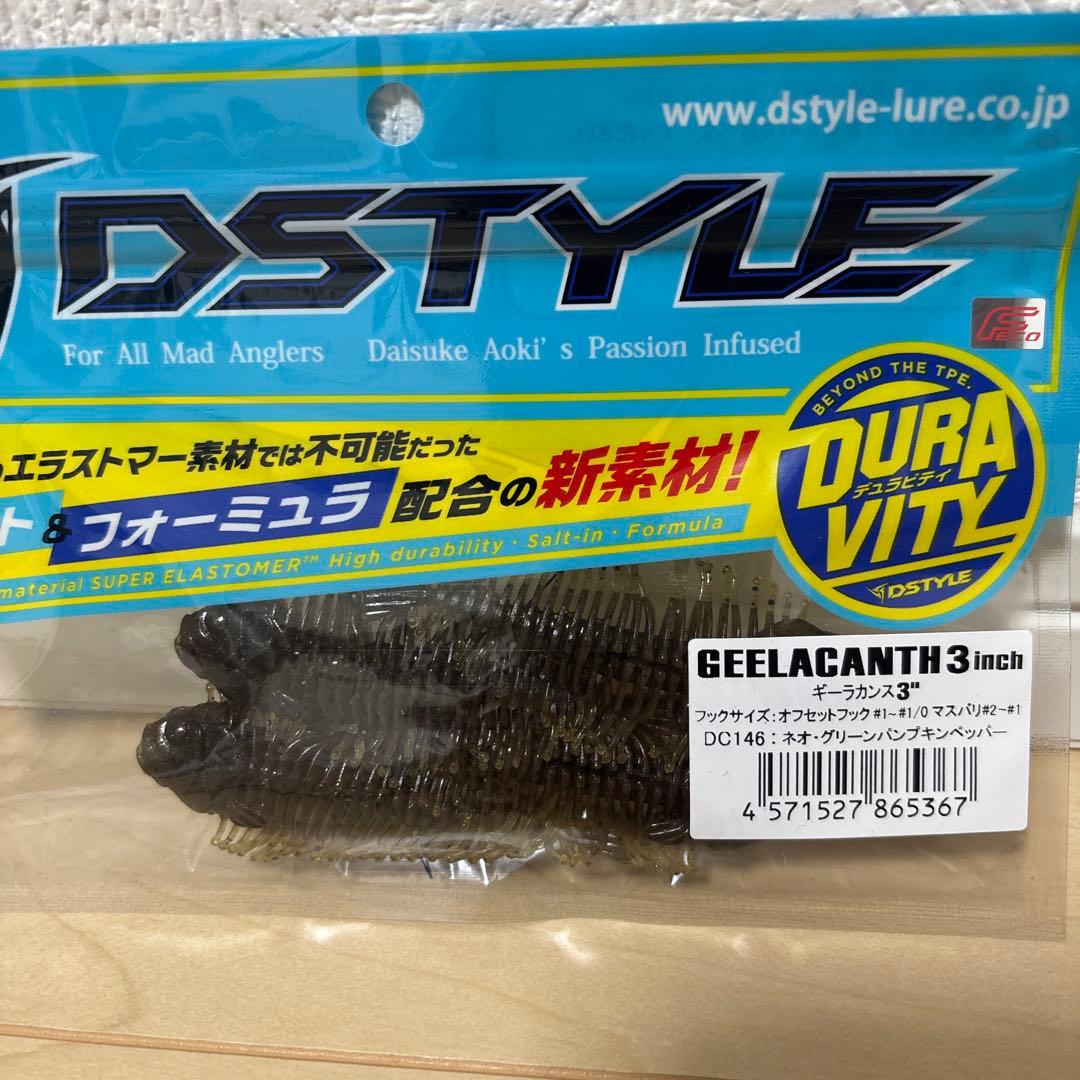 www.dstyle-lure.co.jp
DSTYLE
For All Mad Anglers Daisuke Aoki's Passion Infused
Feco
BEYOND THE TPE.
DURA
デュラビティ
VITY
DSTYLE
エラストマー素材では不可能だった
ト&フォーミュラ配合の新素材!
material SUPER ELASTOMER™ High durability・Salt-in・Formula
GEELACANTH 3 inch
ギーラカンス3"
フックサイズ:オフセットフック#1~#1/0 マスバリ#2~#1
DC146:ネオ・グリーンパンプキンペッパー
4 571527 865367